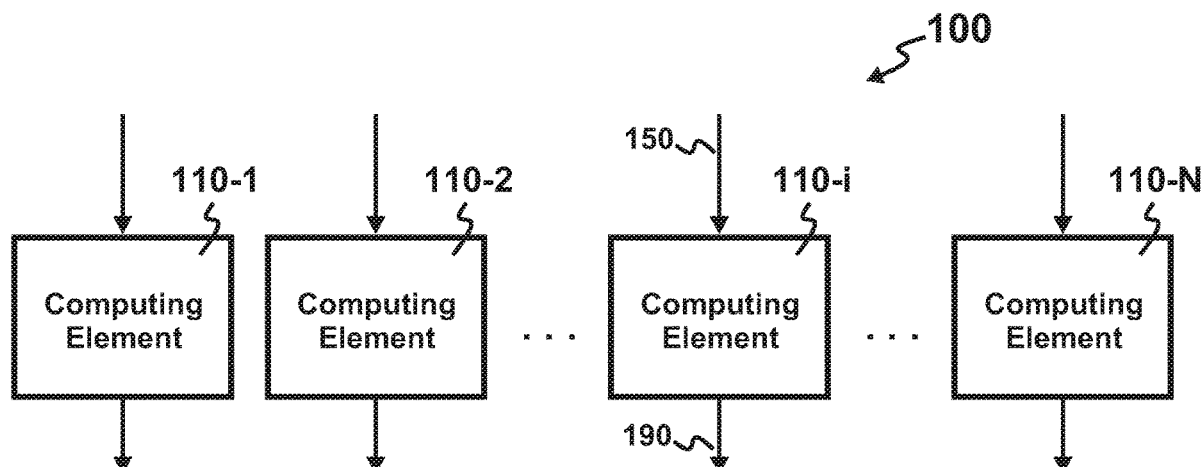 100
150
110-1
110-2
110-i
110-N
Computing
Element
Computing
Element
. . .
Computing
Element
. . .
Computing
Element
190